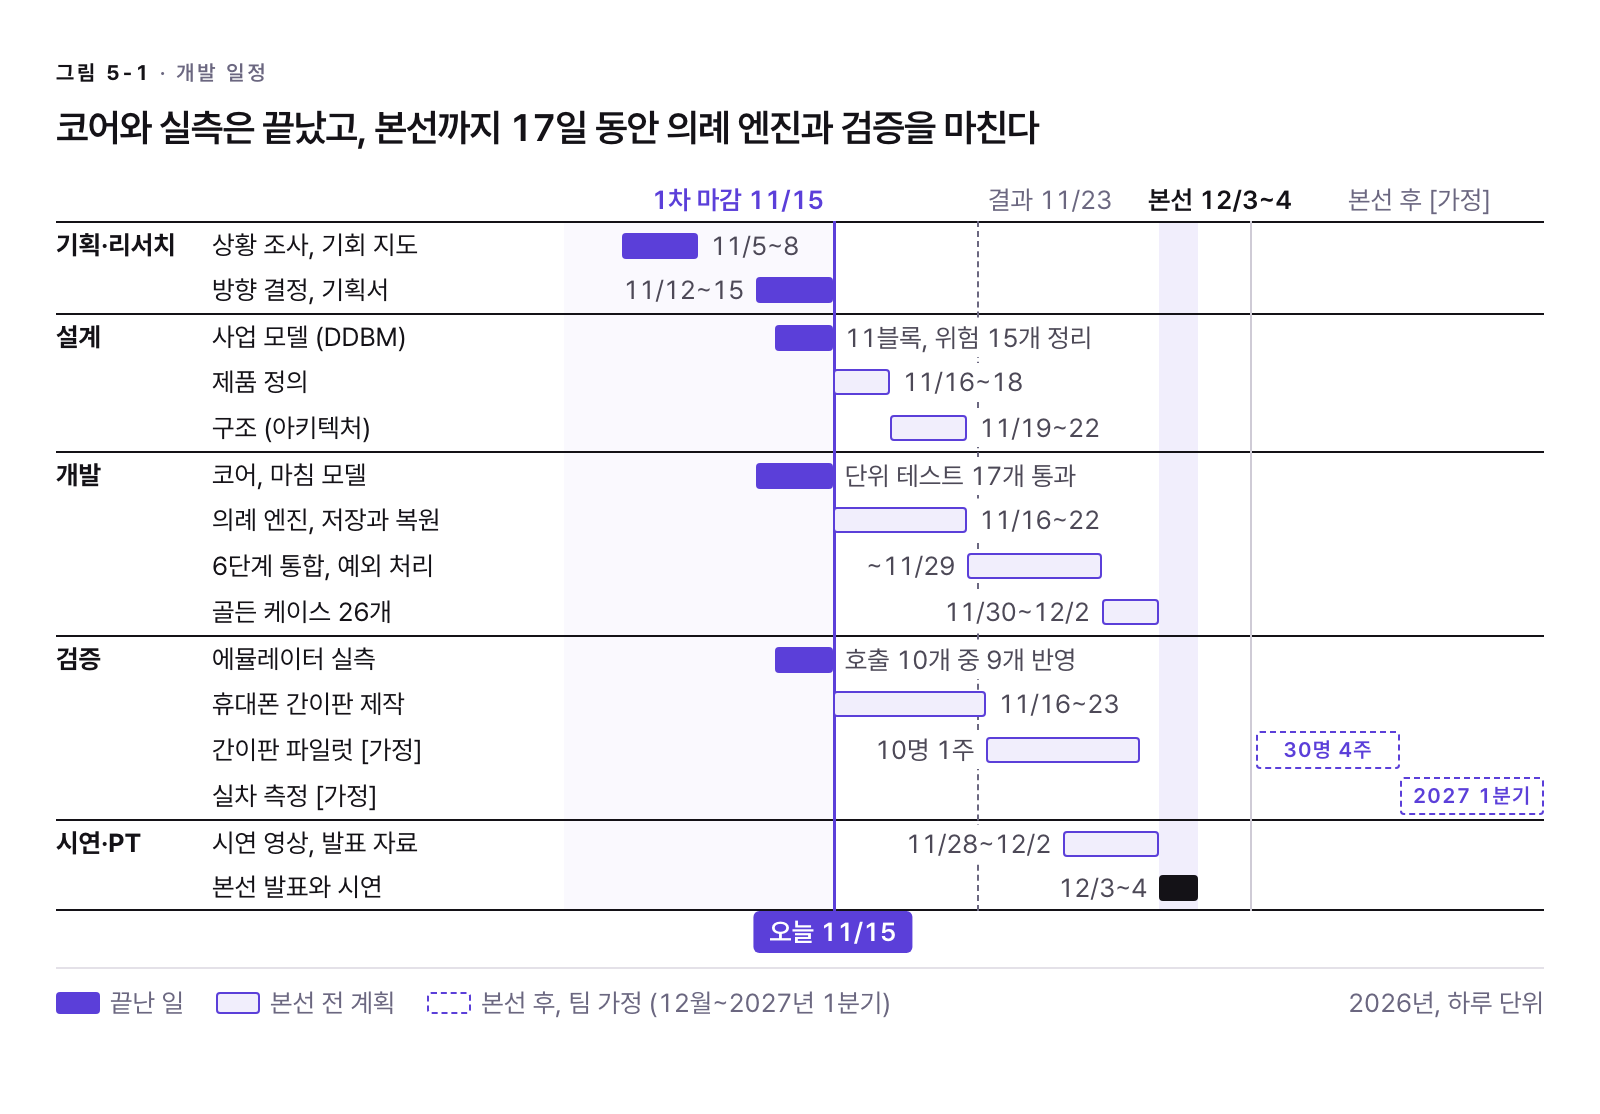 그림 5-1 · 개발 일정
코어와 실측은 끝났고, 본선까지 17일 동안 의례 엔진과 검증을 마친다
1차 마감 11/15 결과 11/23 본선 12/3~4 본선 후 [가정]
기획·리서치 상황 조사, 기회 지도 11/5~8
방향 결정, 기획서 11/12~15
설계 사업 모델 (DDBM) 11블록, 위험 15개 정리
제품 정의 11/16~18
구조 (아키텍처) 11/19~22
개발 코어, 마침 모델 단위 테스트 17개 통과
의례 엔진, 저장과 복원 11/16~22
6단계 통합, 예외 처리 ~11/29
골든 케이스 26개 11/30~12/2
검증 에뮬레이터 실측 호출 10개 중 9개 반영
휴대폰 간이판 제작 11/16~23
간이판 파일럿 [가정] 10명 1주 30명 4주
실차 측정 [가정] 2027 1분기
시연·PT 시연 영상, 발표 자료 11/28~12/2
본선 발표와 시연 12/3~4
오늘 11/15
끝난 일 본선 전 계획 본선 후, 팀 가정 (12월~2027년 1분기) 2026년, 하루 단위